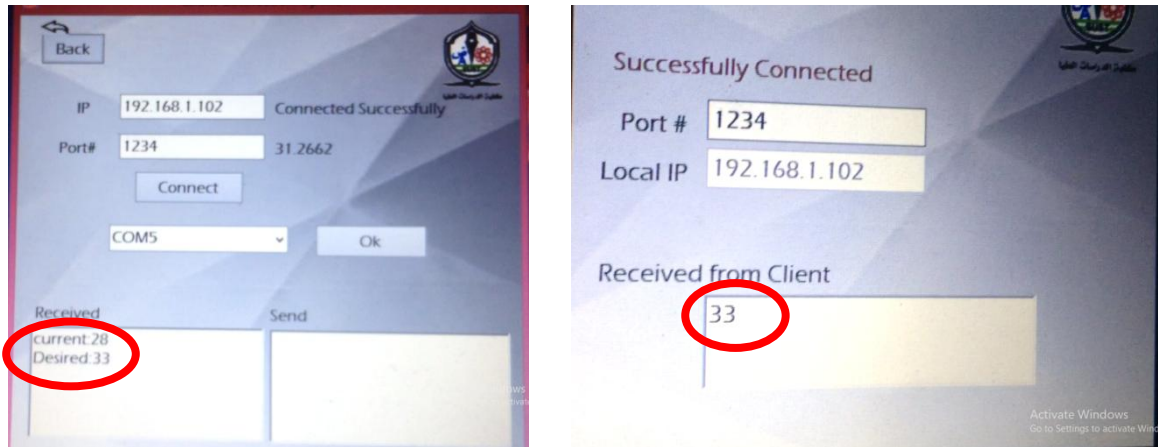 Back
IP 192.168.1.102 Connected Successfully
Port# 1234 31.2662
Connect
COM5 Ok
Received Send
current:28
Desired:33
Successfully Connected
Port # 1234
Local IP 192.168.1.102
Received from Client
33
Activate Windows